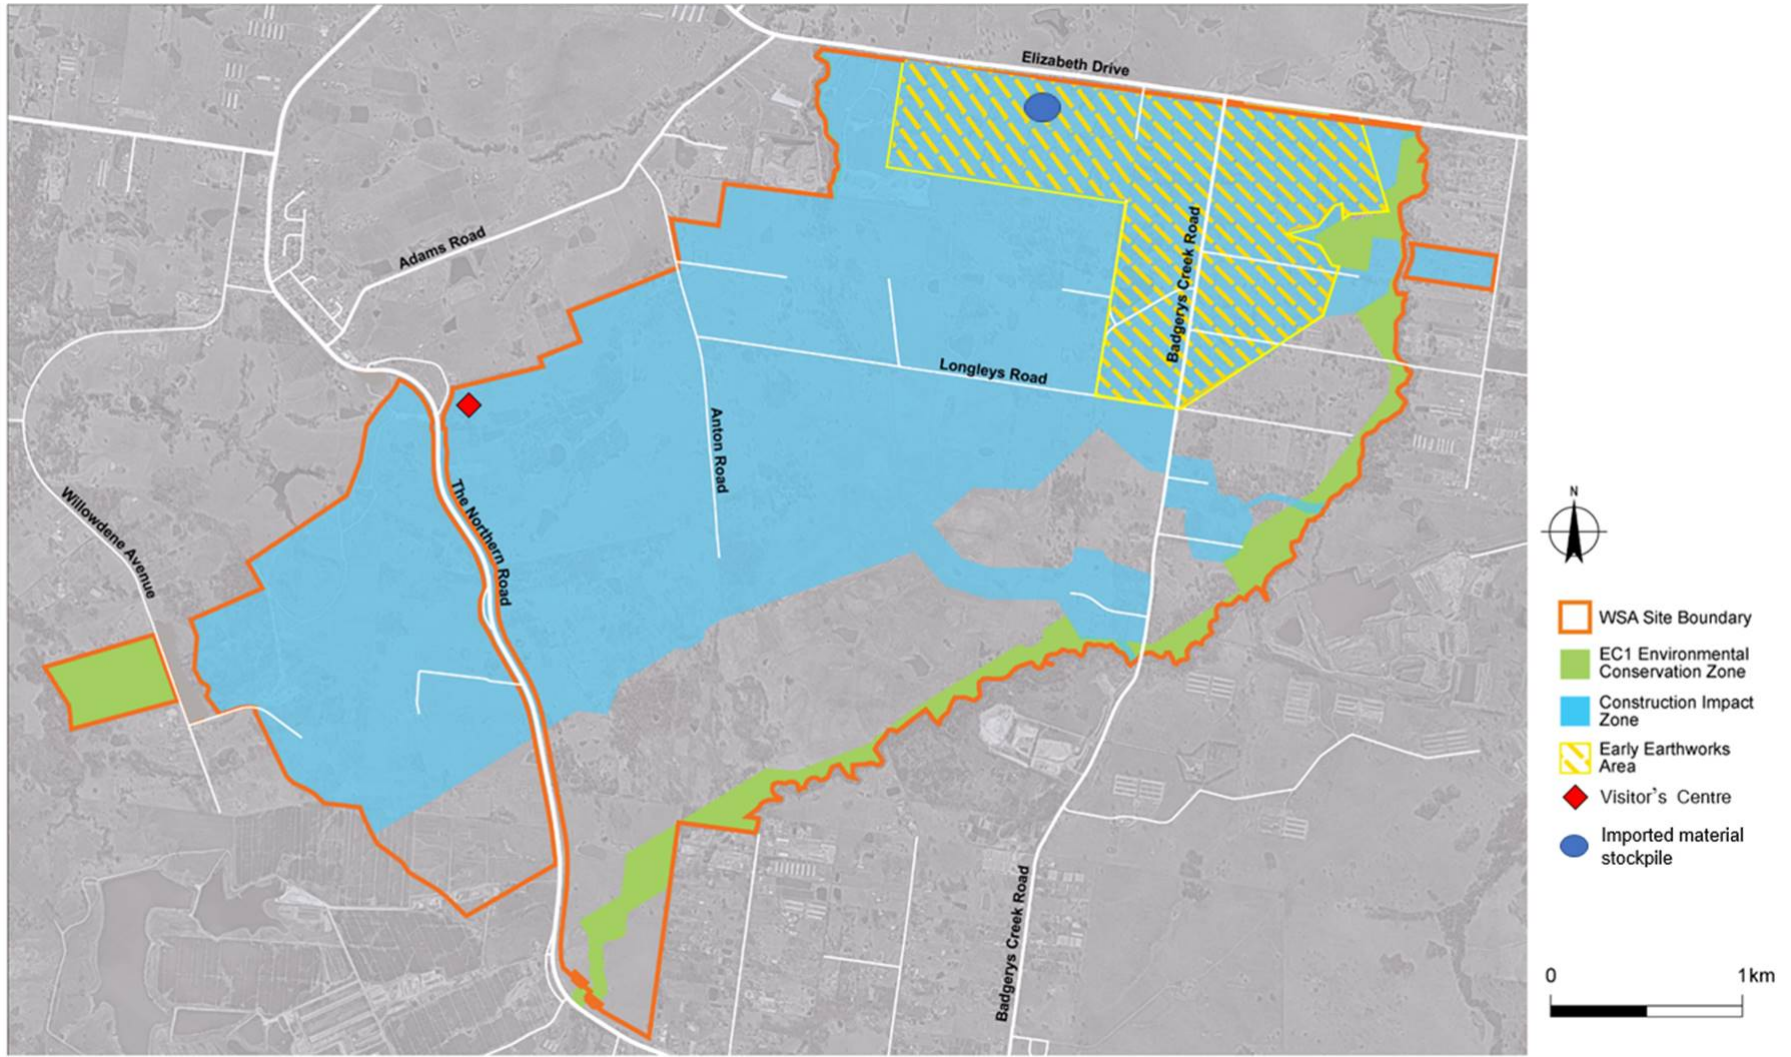 Elizabeth Drive
Adams Road
Badgerys Creek Road
Longleys Road
Anton Road
The Northern Road
Willowdene Avenue
Badgerys Creek Road
N
WSA Site Boundary
EC1 Environmental
Conservation Zone
Construction Impact
Zone
Early Earthworks
Area
Visitor's Centre
Imported material
stockpile
0 1km